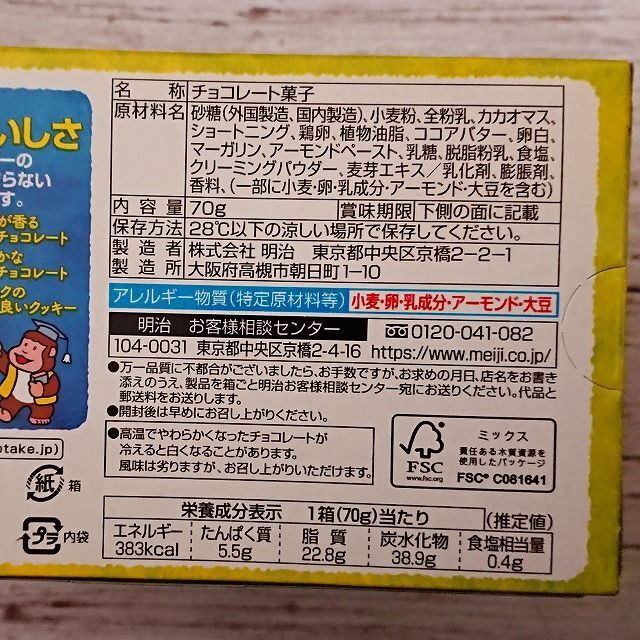 いしさ
ーの
らない
す。
が香る
チョコレート
かな
チョコレート
クの
良いクッキー
take.jp)
紙 箱
プラ 内袋
名 称 チョコレート菓子
原材料名 砂糖(外国製造、国内製造)、小麦粉、全粉乳、カカオマス、
ショートニング、鶏卵、植物油脂、ココアバター、卵白、
マーガリン、アーモンドペースト、乳糖、脱脂粉乳、食塩、
クリーミングパウダー、麦芽エキス/乳化剤、膨脹剤、
香料、(一部に小麦・卵・乳成分・アーモンド・大豆を含む)
内 容 量 70g 賞味期限 下側の面に記載
保存方法 28℃以下の涼しい場所で保存してください。
製 造 者 株式会社 明治 東京都中央区京橋2-2-1
製 造 所 大阪府高槻市朝日町1-10
アレルギー物質(特定原材料等) 小麦・卵・乳成分・アーモンド・大豆
明治 お客様相談センター 0120-041-082
104-0031 東京都中央区京橋2-4-16 https://www.meiji.co.jp/
●万一品質に不都合がございましたら、お手数ですが、お求めの月日、店名をお書き
添えのうえ、製品を箱ごと明治お客様相談センター宛にお送りください。代品と
郵送料をお送りします。
●開封後は早めにお召し上がりください。
●高温でやわらかくなったチョコレートが
冷えると白くなることがあります。
風味は劣りますが、お召し上がりいただけます。
FSC
www.fsc.org
ミックス
責任ある木質資源を
使用したパッケージ
FSC® C081641
栄養成分表示 1箱(70g)当たり (推定値)
エネルギー たんぱく質 脂質 炭水化物 食塩相当量
383kcal 5.5g 22.8g 38.9g 0.4g